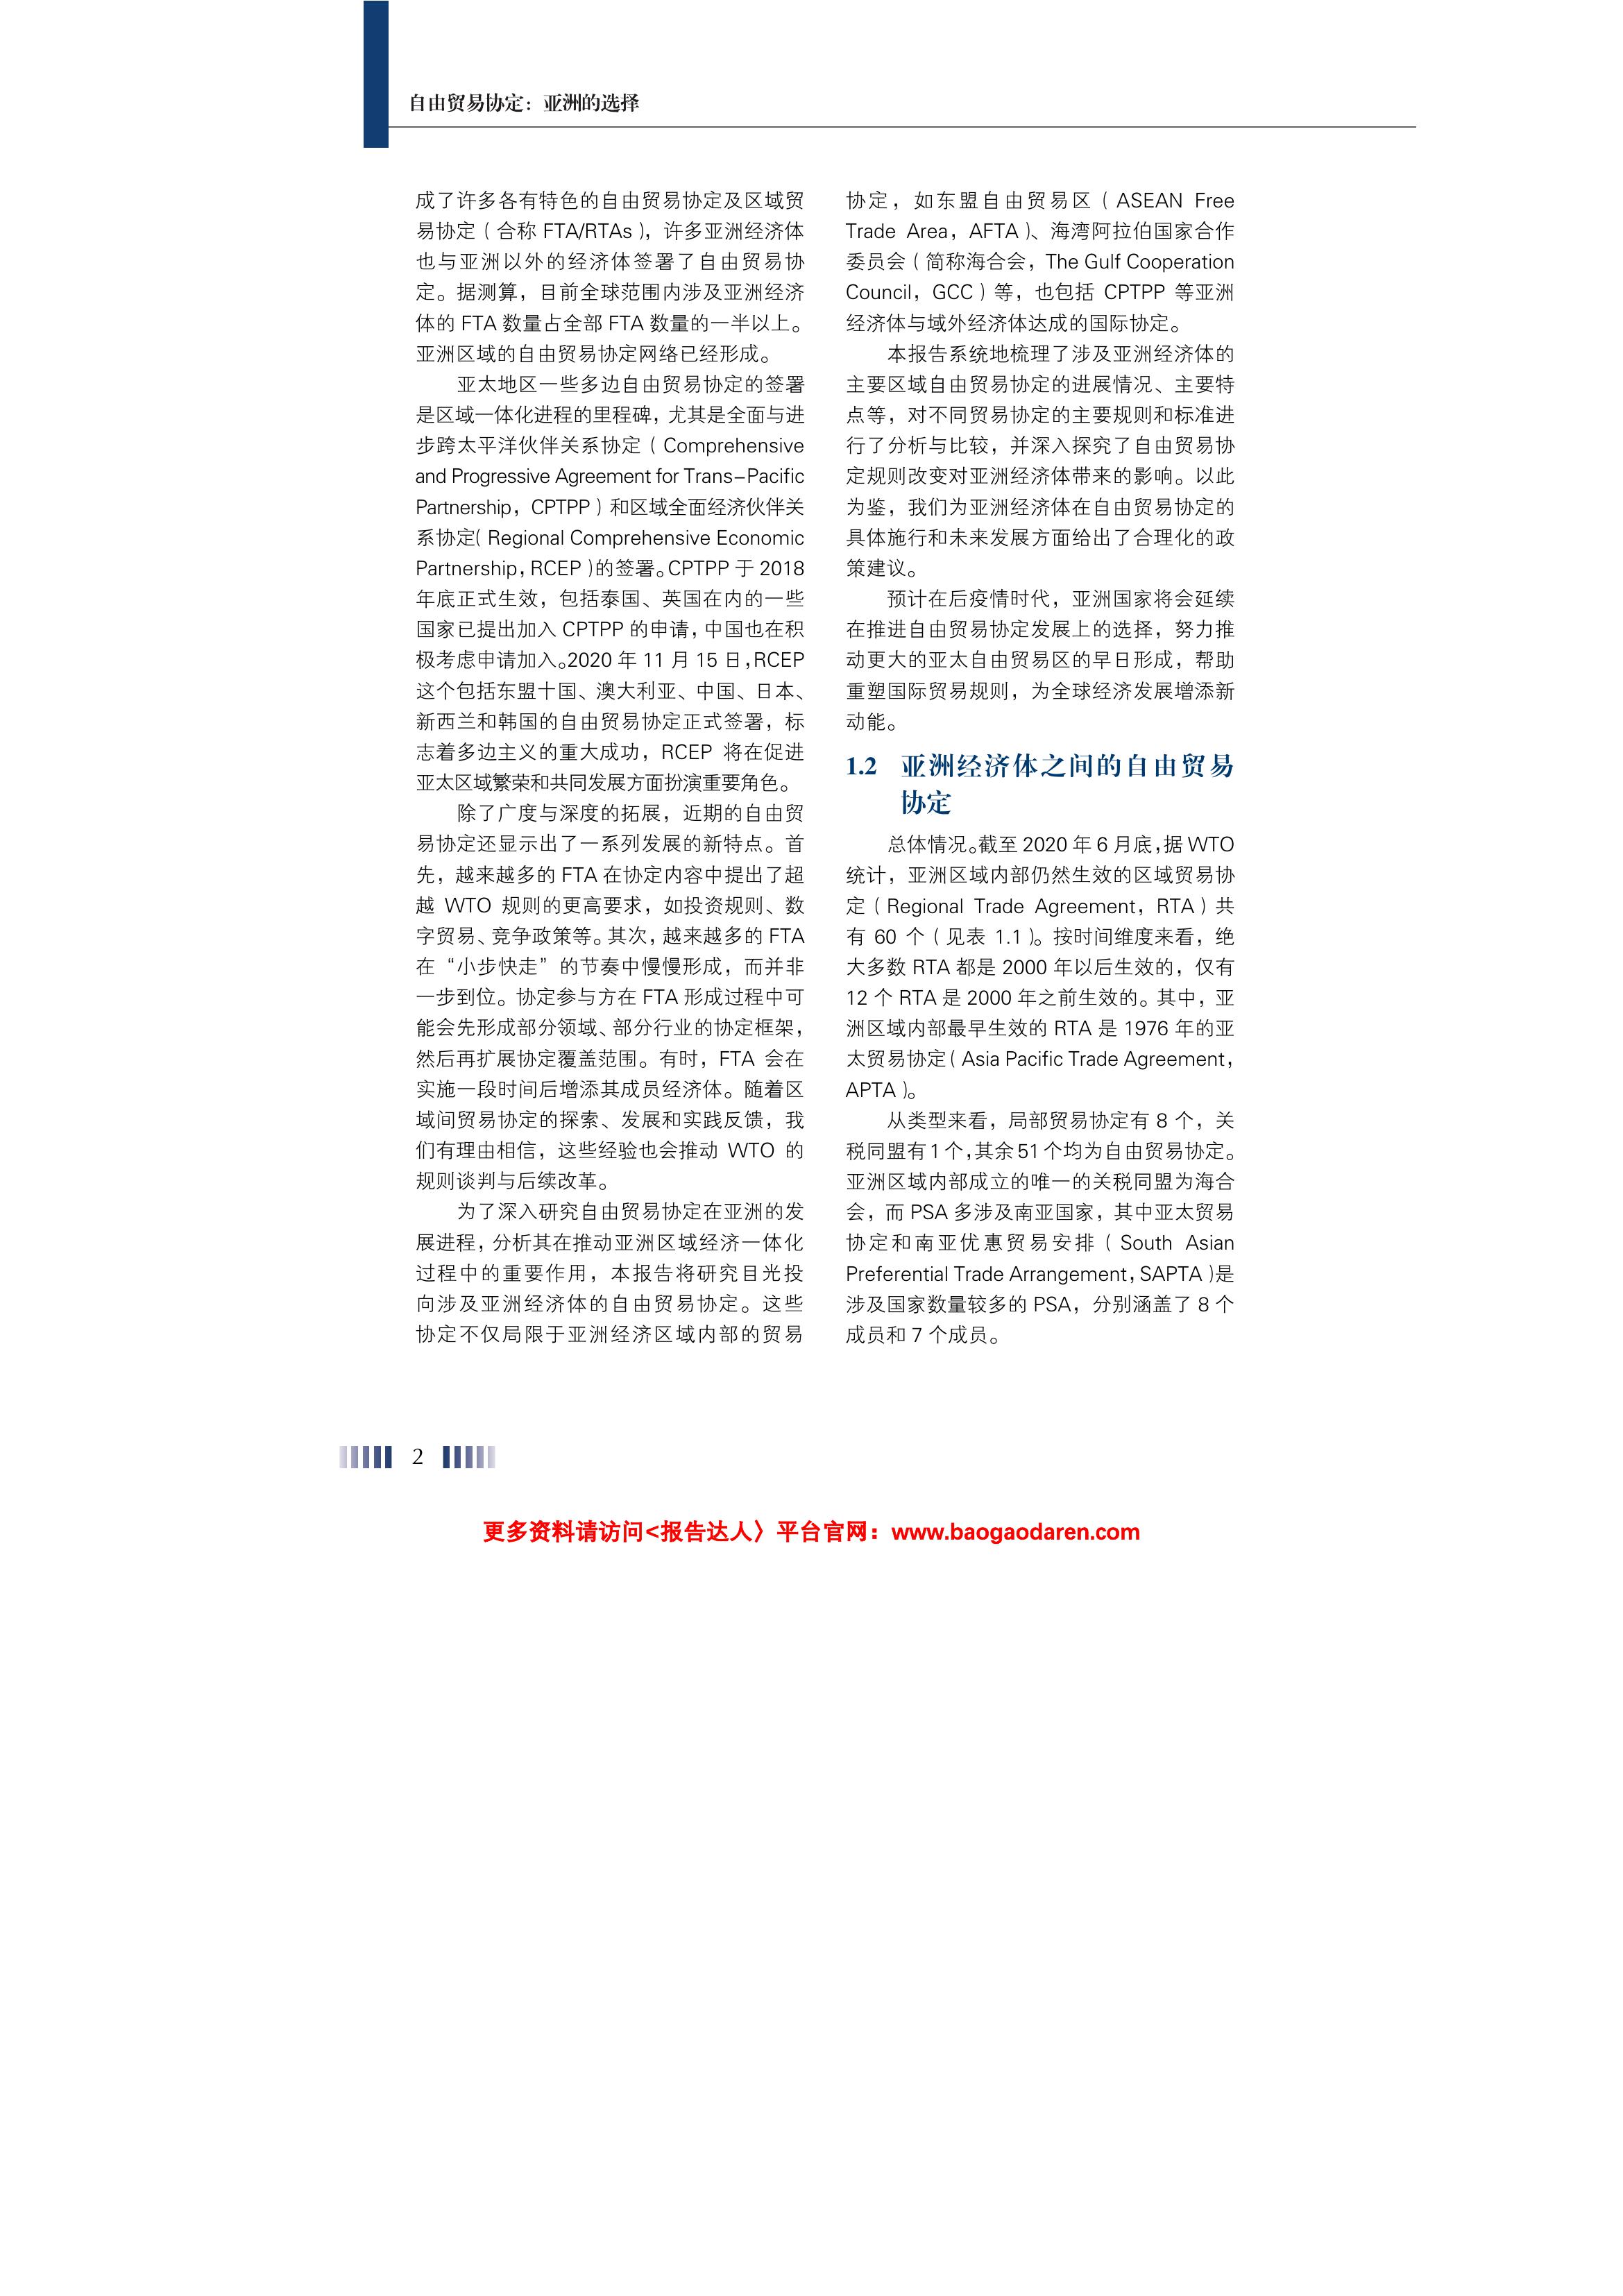 自由贸易协定：亚洲的选择
成了许多各有特色的自由贸易协定及区域贸
易协定（合称 FTA/RTAs），许多亚洲经济体
也与亚洲以外的经济体签署了自由贸易协
定。据测算，目前全球范围内涉及亚洲经济
体的 FTA 数量占全部 FTA 数量的一半以上。
亚洲区域的自由贸易协定网络已经形成。
亚太地区一些多边自由贸易协定的签署
是区域一体化进程的里程碑，尤其是全面与进
步跨太平洋伙伴关系协定（Comprehensive
and Progressive Agreement for Trans-Pacific
Partnership，CPTPP）和区域全面经济伙伴关
系协定（Regional Comprehensive Economic
Partnership，RCEP）的签署。CPTPP 于 2018
年底正式生效，包括泰国、英国在内的一些
国家已提出加入 CPTPP 的申请，中国也在积
极考虑申请加入。2020 年 11 月 15 日，RCEP
这个包括东盟十国、澳大利亚、中国、日本、
新西兰和韩国的自由贸易协定正式签署，标
志着多边主义的重大成功，RCEP 将在促进
亚太区域繁荣和共同发展方面扮演重要角色。
除了广度与深度的拓展，近期的自由贸
易协定还显示出了一系列发展的新特点。首
先，越来越多的 FTA 在协定内容中提出了超
越 WTO 规则的更高要求，如投资规则、数
字贸易、竞争政策等。其次，越来越多的 FTA
在“小步快走”的节奏中慢慢形成，而并非
一步到位。协定参与方在 FTA 形成过程中可
能会先形成部分领域、部分行业的协定框架，
然后再扩展协定覆盖范围。有时，FTA 会在
实施一段时间后增添其成员经济体。随着区
域间贸易协定的探索、发展和实践反馈，我
们有理由相信，这些经验也会推动 WTO 的
规则谈判与后续改革。
为了深入研究自由贸易协定在亚洲的发
展进程，分析其在推动亚洲区域经济一体化
过程中的重要作用，本报告将研究目光投
向涉及亚洲经济体的自由贸易协定。这些
协定不仅局限于亚洲经济区域内部的贸易
协定，如东盟自由贸易区（ASEAN Free
Trade Area，AFTA）、海湾阿拉伯国家合作
委员会（简称海合会，The Gulf Cooperation
Council，GCC）等，也包括 CPTPP 等亚洲
经济体与域外经济体达成的国际协定。
本报告系统地梳理了涉及亚洲经济体的
主要区域自由贸易协定的进展情况、主要特
点等，对不同贸易协定的主要规则和标准进
行了分析与比较，并深入探究了自由贸易协
定规则改变对亚洲经济体带来的影响。以此
为鉴，我们为亚洲经济体在自由贸易协定的
具体施行和未来发展方面给出了合理化的政
策建议。
预计在后疫情时代，亚洲国家将会延续
在推进自由贸易协定发展上的选择，努力推
动更大的亚太自由贸易区的早日形成，帮助
重塑国际贸易规则，为全球经济发展增添新
动能。
1.2 亚洲经济体之间的自由贸易
协定
总体情况。截至 2020 年 6 月底，据 WTO
统计，亚洲区域内部仍然生效的区域贸易协
定（Regional Trade Agreement，RTA）共
有 60 个（见表 1.1）。按时间维度来看，绝
大多数 RTA 都是 2000 年以后生效的，仅有
12 个 RTA 是 2000 年之前生效的。其中，亚
洲区域内部最早生效的 RTA 是 1976 年的亚
太贸易协定（Asia Pacific Trade Agreement，
APTA）。
从类型来看，局部贸易协定有 8 个，关
税同盟有 1 个，其余 51 个均为自由贸易协定。
亚洲区域内部成立的唯一的关税同盟为海合
会，而 PSA 多涉及南亚国家，其中亚太贸易
协定和南亚优惠贸易安排（South Asian
Preferential Trade Arrangement，SAPTA）是
涉及国家数量较多的 PSA，分别涵盖了 8 个
成员和 7 个成员。
2
更多资料请访问<报告达人〉平台官网：www.baogaodaren.com